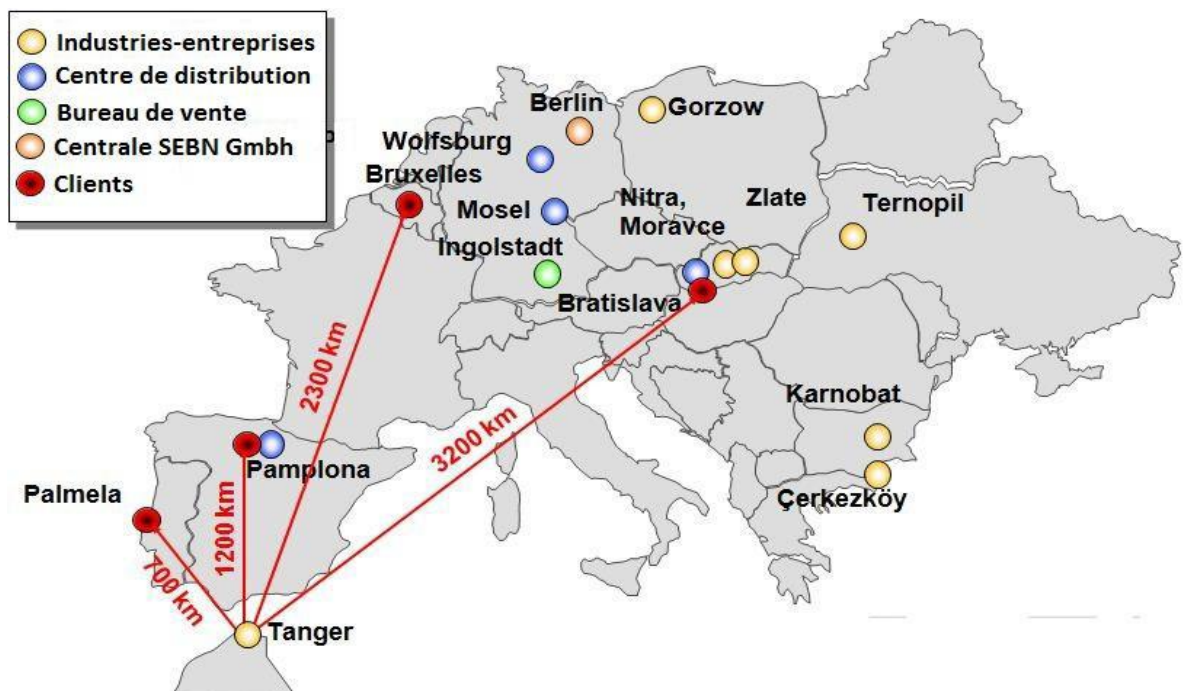 Industries-entreprises
Centre de distribution
Bureau de vente
Centrale SEBN Gmbh
Clients
Berlin
Gorzow
Wolfsburg
Bruxelles
Mosel
Nitra,
Moravce
Zlate
Ternopil
Ingolstadt
Bratislava
2300 km
3200 km
Karnobat
Pamplona
Çerkezköy
Palmela
1200 km
700 km
Tanger